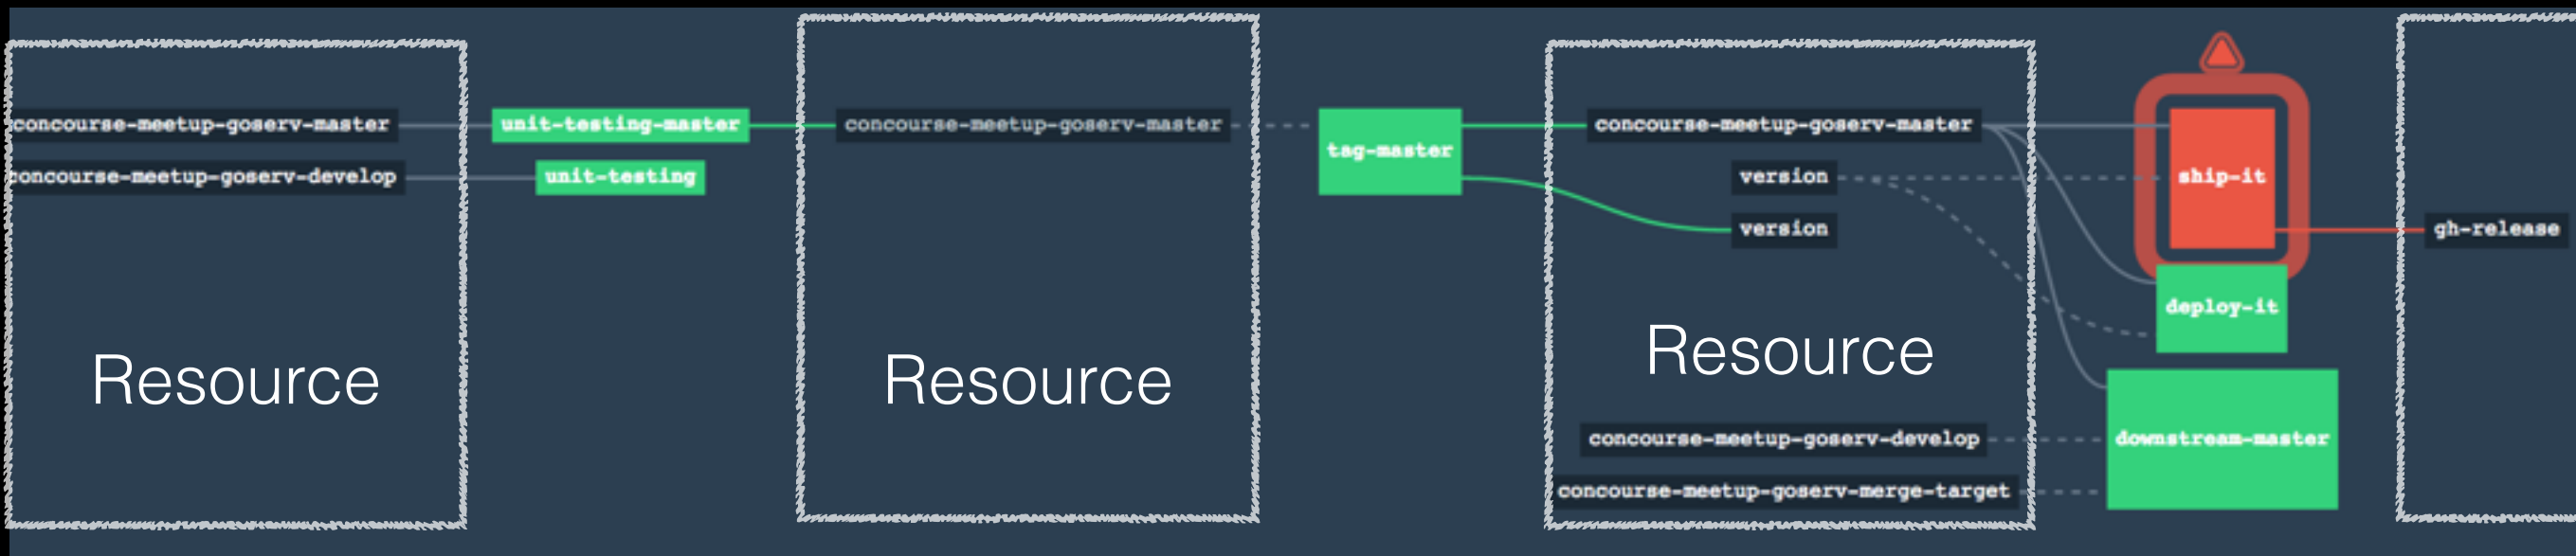 concourse-meetup-goserv-master
unit-testing-master
concourse-meetup-goserv-master
tag-master
concourse-meetup-goserv-master
concourse-meetup-goserv-develop
unit-testing
version
ship-it
version
gh-release
deploy-it
Resource
Resource
Resource
concourse-meetup-goserv-develop
downstream-master
concourse-meetup-goserv-merge-target